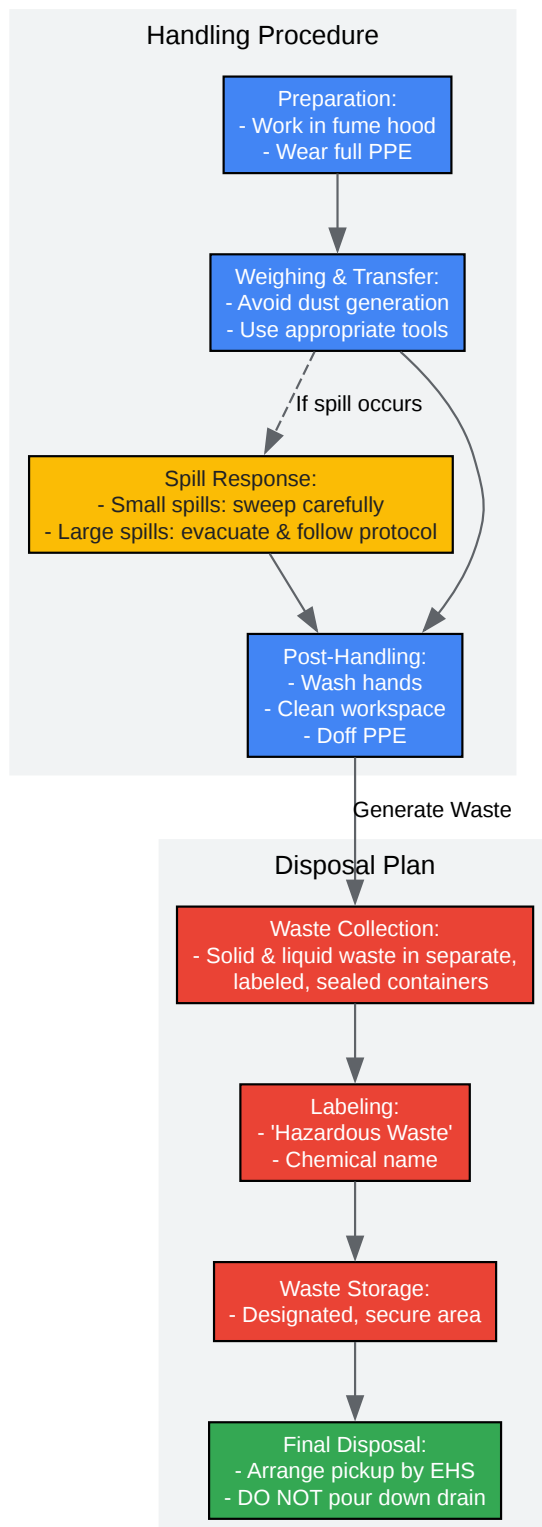 Handling Procedure
Preparation:
- Work in fume hood
- Wear full PPE
Weighing & Transfer:
- Avoid dust generation
- Use appropriate tools
If spill occurs
Spill Response:
- Small spills: sweep carefully
- Large spills: evacuate & follow protocol
Post-Handling:
- Wash hands
- Clean workspace
- Doff PPE
Generate Waste
Disposal Plan
Waste Collection:
- Solid & liquid waste in separate,
labeled, sealed containers
Labeling:
- 'Hazardous Waste'
- Chemical name
Waste Storage:
- Designated, secure area
Final Disposal:
- Arrange pickup by EHS
- DO NOT pour down drain